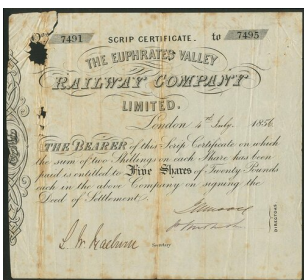 7491 SCRIP CERTIFICATE. to 7495
THE EUPHRATES VALLEY
RAILWAY COMPANY
LIMITED.
London 4th July. 1856
THE BEARER of this Scrip Certificate on which
the sum of two Shillings on each Share has been
paid is entitled to Five Shares of Twenty Pounds
each in the above Company on signing the
Deed of Settlement.
DIRECTORS
Secretary